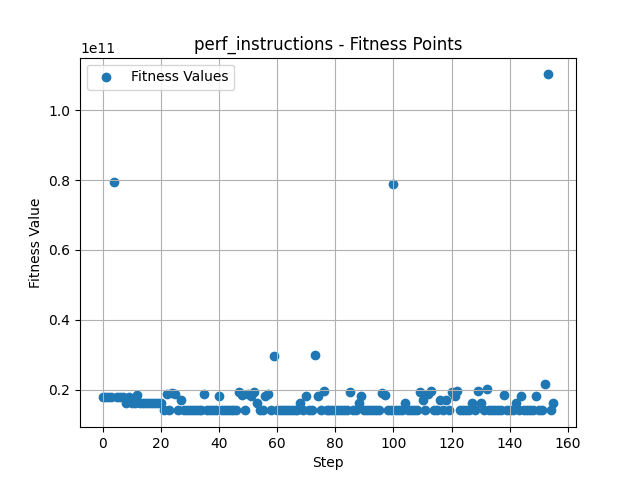 perf_instructions - Fitness Points
1e11
Fitness Values
1.0
0.8
0.6
0.4
0.2
Fitness Value
0 20 40 60 80 100 120 140 160
Step